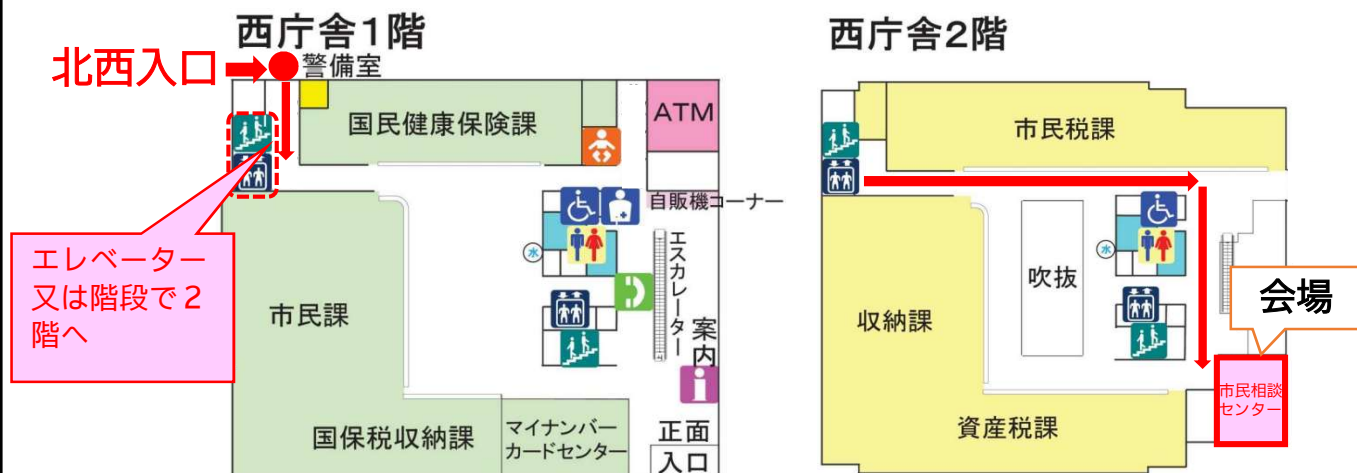 西庁舎1階
北西入口
警備室
国民健康保険課
ATM
自販機コーナー
エレベーター
又は階段で2
階へ
水
エスカレーター
市民課
案内
国保税収納課
マイナンバー
カードセンター
正面
入口
西庁舎2階
市民税課
水
吹抜
収納課
会場
市民相談
センター
資産税課